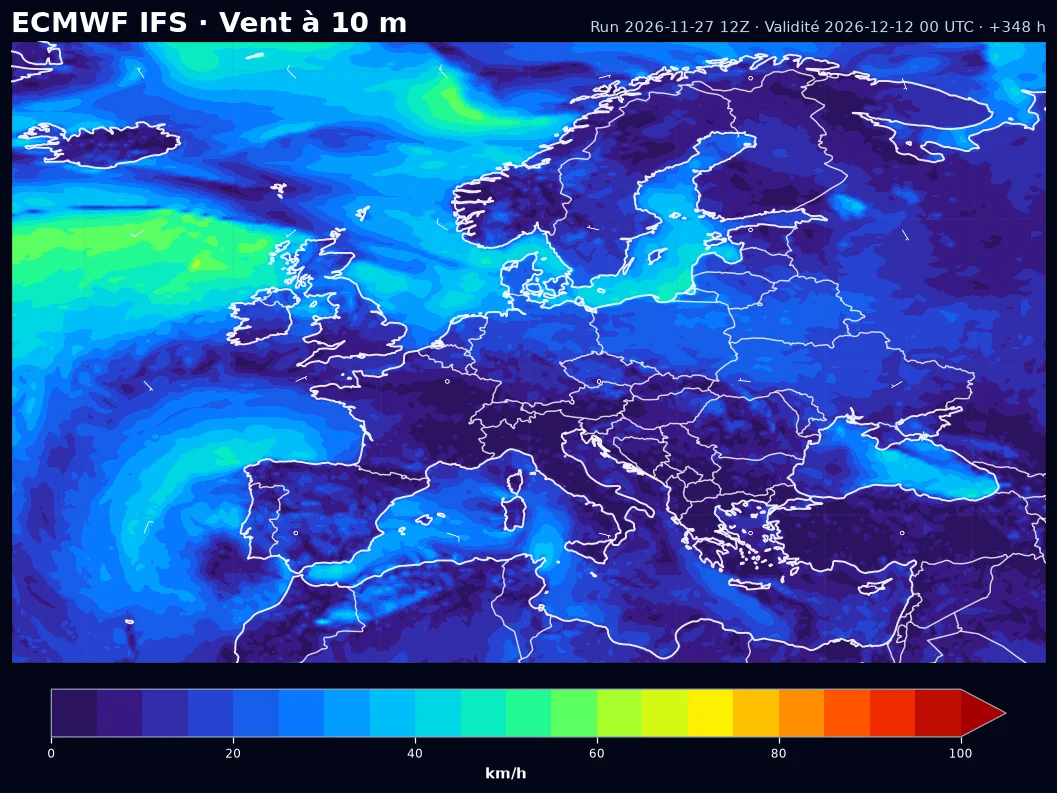 ECMWF IFS · Vent à 10 m
Run 2026-11-27 12Z · Validité 2026-12-12 00 UTC · +348 h
0 20 40 60 80 100
km/h